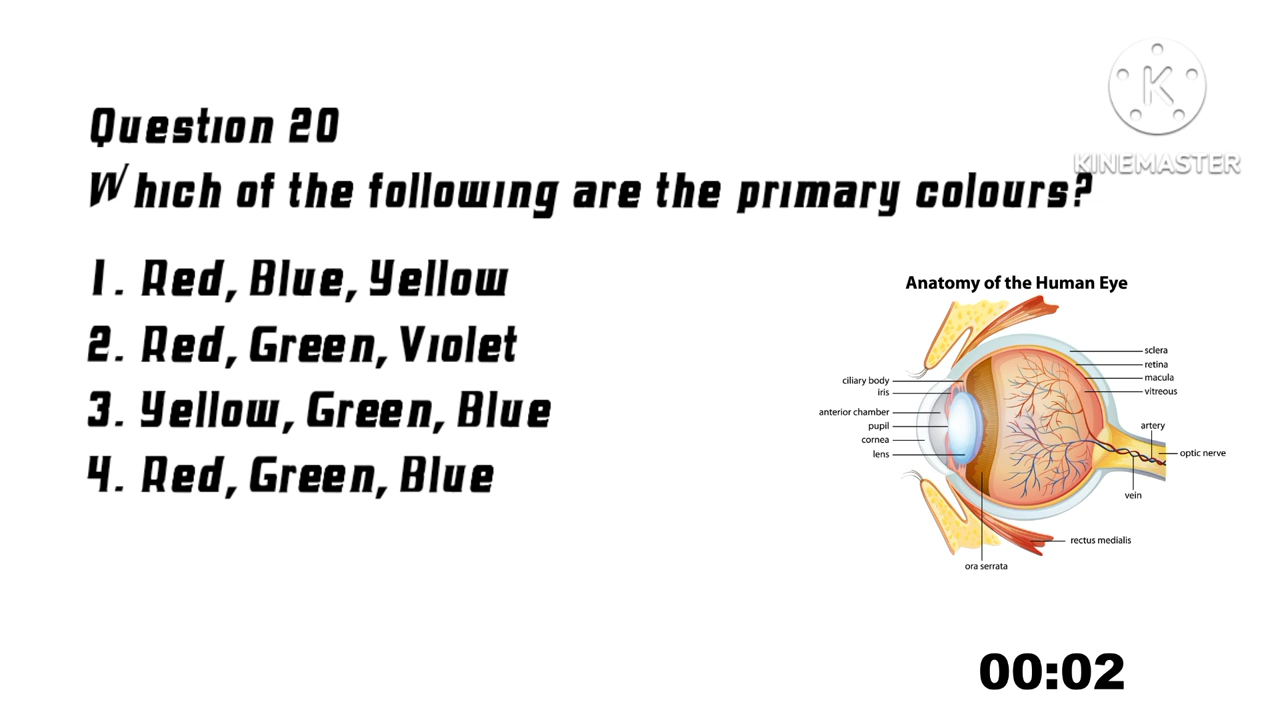 Question 20
Which of the following are the primary colours?
1. Red, Blue, Yellow
2. Red, Green, Violet
3. Yellow, Green, Blue
4. Red, Green, Blue
K
KINEMASTER
Anatomy of the Human Eye
sclera
retina
macula
vitreous
artery
optic nerve
vein
rectus medialis
ora serrata
ciliary body
iris
anterior chamber
pupil
cornea
lens
00:02